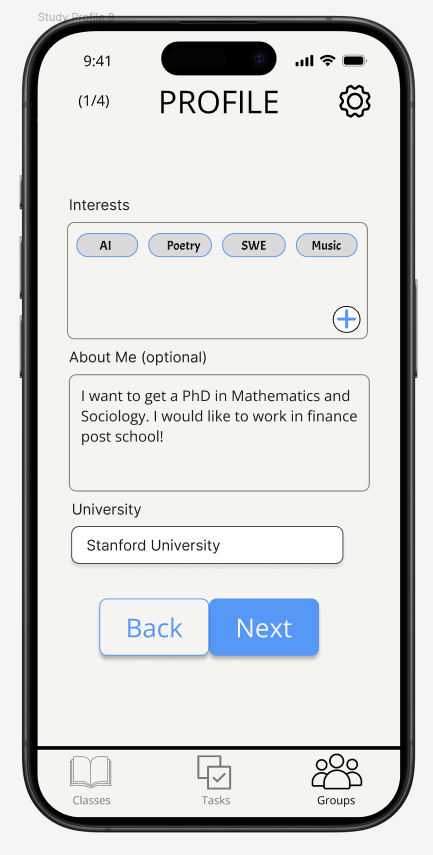 Study Profile 8
9:41
(1/4)
PROFILE
Interests
AI
Poetry
SWE
Music
About Me (optional)
I want to get a PhD in Mathematics and
Sociology. I would like to work in finance
post school!
University
Stanford University
Back
Next
Classes
Tasks
Groups